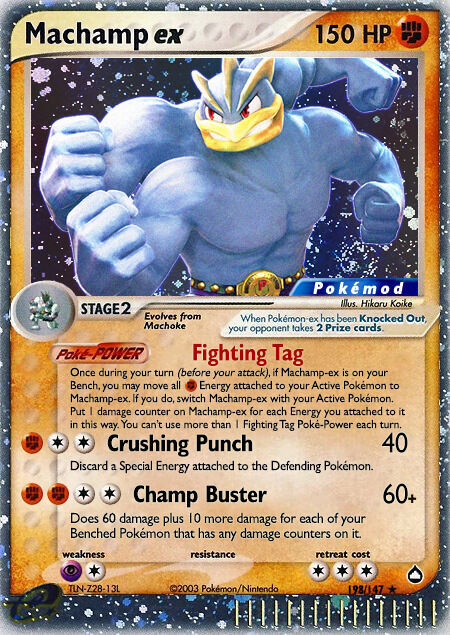 Machamp ex 150 HP
Pokémod
Illus. Hikaru Koike
STAGE2
Evolves from
Machoke
When Pokémon-ex has been Knocked Out,
your opponent takes 2 Prize cards.
Poké-POWER Fighting Tag
Once during your turn (before your attack), if Machamp-ex is on your
Bench, you may move all Energy attached to your Active Pokémon to
Machamp-ex. If you do, switch Machamp-ex with your Active Pokémon.
Put 1 damage counter on Machamp-ex for each Energy you attached to it
in this way. You can't use more than 1 Fighting Tag Poké-Power each turn.
Crushing Punch 40
Discard a Special Energy attached to the Defending Pokémon.
Champ Buster 60+
Does 60 damage plus 10 more damage for each of your
Benched Pokémon that has any damage counters on it.
weakness resistance retreat cost
TLN-Z28-13L ©2003 Pokémon/Nintendo 198/147 ★